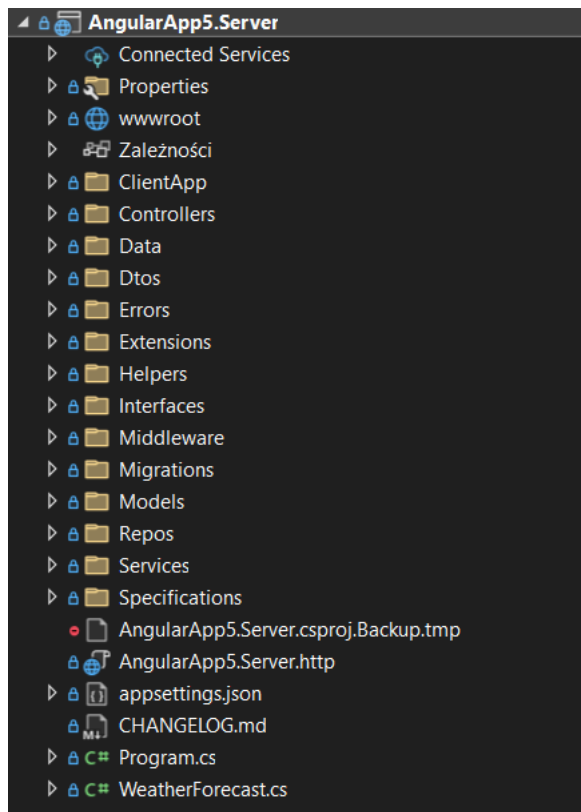 AngularApp5.Server
Connected Services
Properties
wwwroot
Zależności
ClientApp
Controllers
Data
Dtos
Errors
Extensions
Helpers
Interfaces
Middleware
Migrations
Models
Repos
Services
Specifications
AngularApp5.Server.csproj.Backup.tmp
AngularApp5.Server.http
appsettings.json
CHANGELOG.md
C# Program.cs
C# WeatherForecast.cs